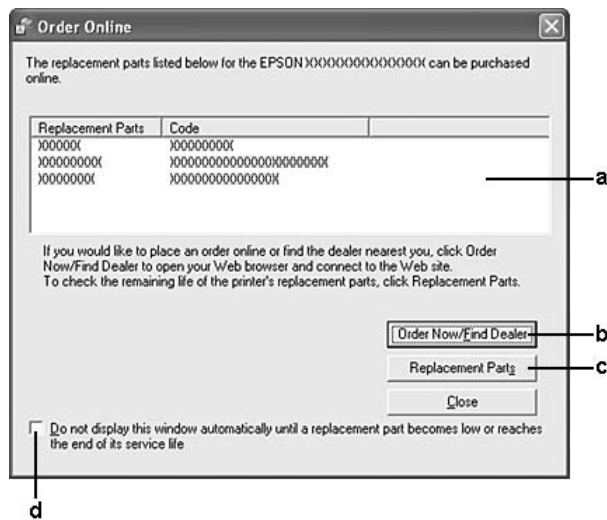 Order Online
The replacement parts listed below for the EPSON XXXXXXXXXXXXXXXX can be purchased
online.
Replacement Parts Code
XXXXXX XXXXXXXXX
XXXXXXXXX XXXXXXXXXXXXXXXXXXXXXXX
XXXXXXXX XXXXXXXXXXXXXXX
a
If you would like to place an order online or find the dealer nearest you, click Order
Now/Find Dealer to open your Web browser and connect to the Web site.
To check the remaining life of the printer's replacement parts, click Replacement Parts.
Order Now/Find Dealer
b
Replacement Parts
c
Close
Do not display this window automatically until a replacement part becomes low or reaches
the end of its service life
d